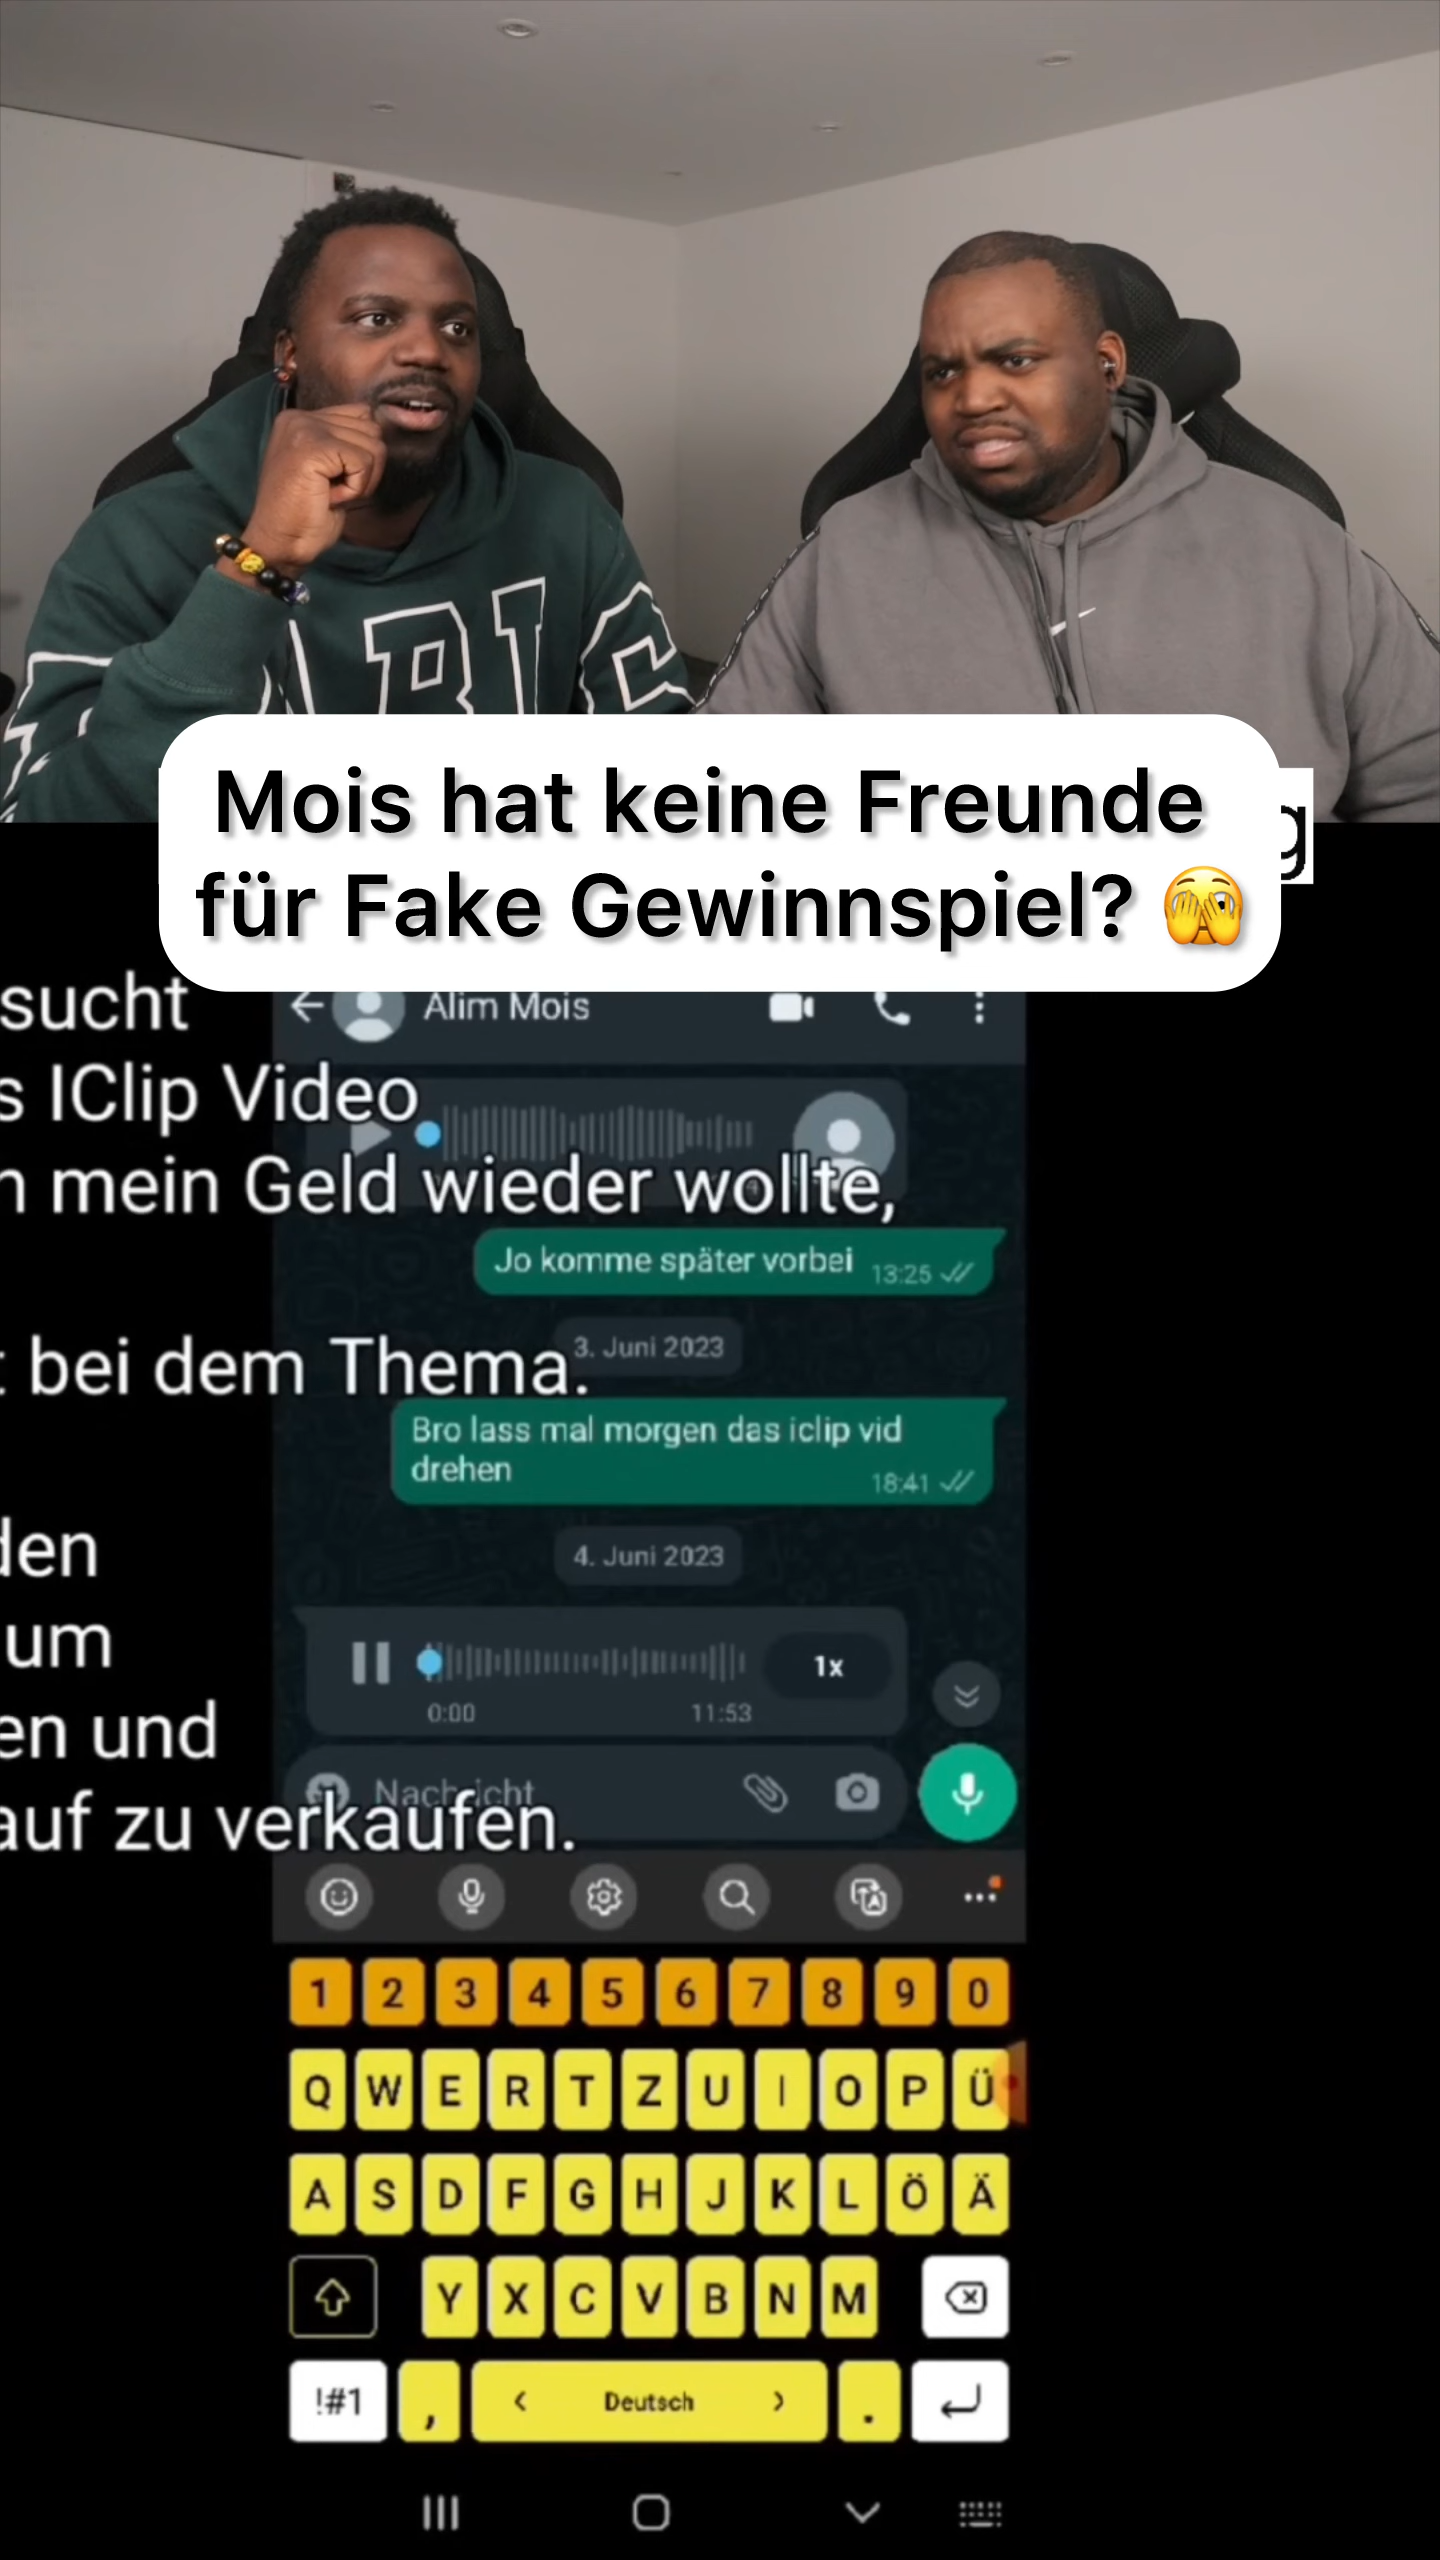 Mois hat keine Freunde
für Fake Gewinnspiel? 🫣
g
sucht
s IClip Video
n mein Geld wieder wollte,
t bei dem Thema.
den
um
en und
auf zu verkaufen.
Alim Mois
Jo komme später vorbei 13:25
3. Juni 2023
Bro lass mal morgen das iclip vid
drehen 18:41
4. Juni 2023
1x
0:00 11:53
Nachricht
1 2 3 4 5 6 7 8 9 0
Q W E R T Z U I O P Ü
A S D F G H J K L Ö Ä
Y X C V B N M
!#1 , < Deutsch > .